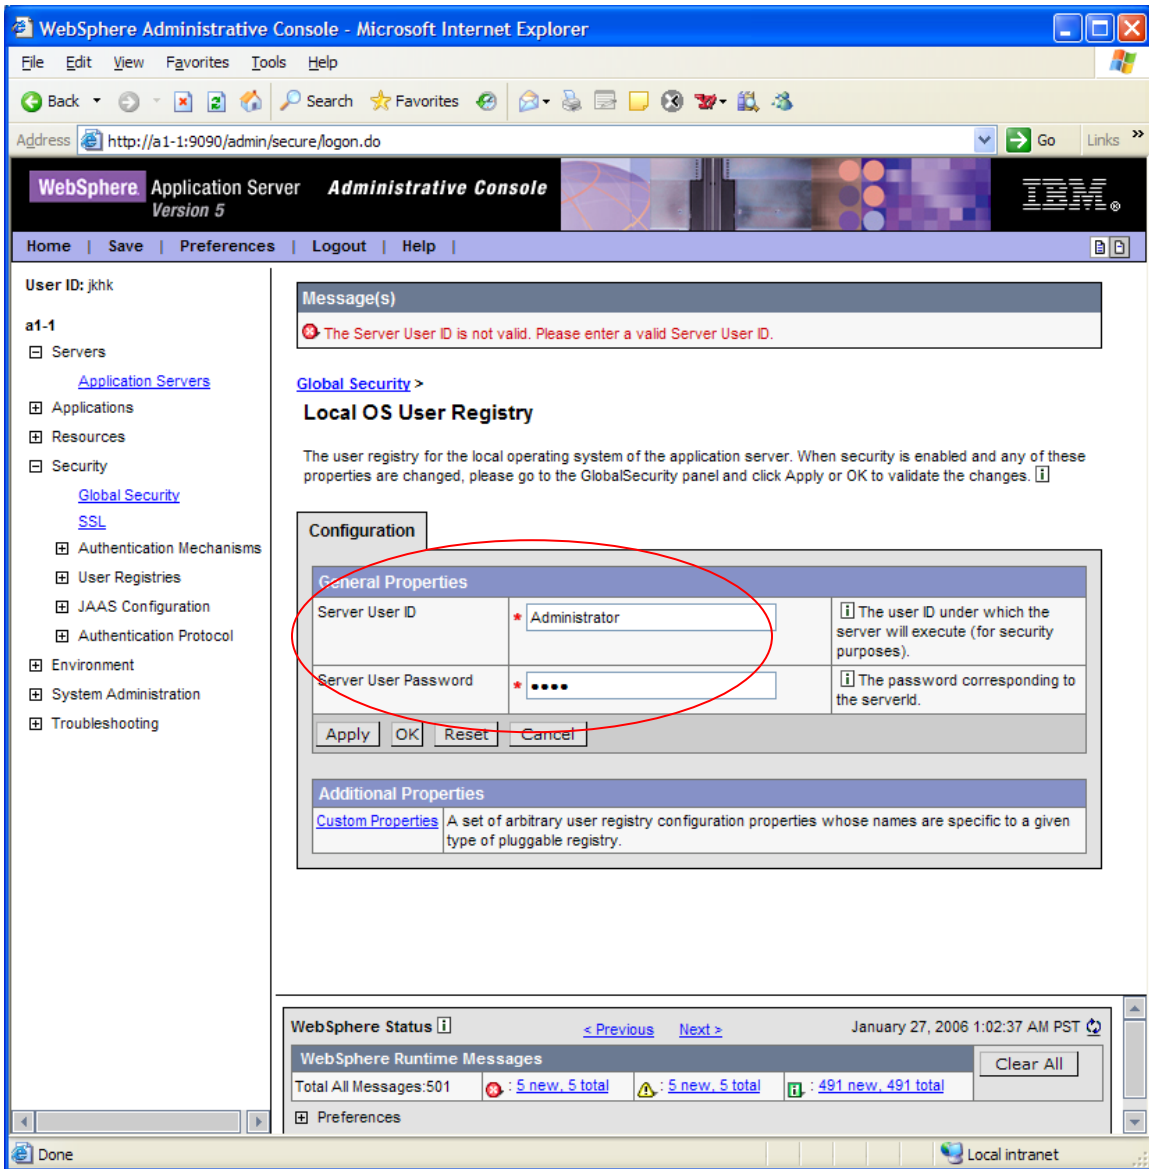 WebSphere Administrative Console - Microsoft Internet Explorer
File Edit View Favorites Tools Help
Back Search Favorites
Address http://a1-1:9090/admin/secure/logon.do Go Links »
WebSphere. Application Server Administrative Console
Version 5
IBM®
Home | Save | Preferences | Logout | Help |
User ID: jkhk
a1-1
Servers
Application Servers
Applications
Resources
Security
Global Security
SSL
Authentication Mechanisms
User Registries
JAAS Configuration
Authentication Protocol
Environment
System Administration
Troubleshooting
Message(s)
The Server User ID is not valid. Please enter a valid Server User ID.
Global Security >
Local OS User Registry
The user registry for the local operating system of the application server. When security is enabled and any of these
properties are changed, please go to the GlobalSecurity panel and click Apply or OK to validate the changes. i
Configuration
General Properties
Server User ID * Administrator i The user ID under which the
server will execute (for security
purposes).
Server User Password * •••• i The password corresponding to
the serverId.
Apply OK Reset Cancel
Additional Properties
Custom Properties A set of arbitrary user registry configuration properties whose names are specific to a given
type of pluggable registry.
WebSphere Status i < Previous Next > January 27, 2006 1:02:37 AM PST
WebSphere Runtime Messages Clear All
Total All Messages:501 : 5 new, 5 total : 5 new, 5 total : 491 new, 491 total
Preferences
Done Local intranet